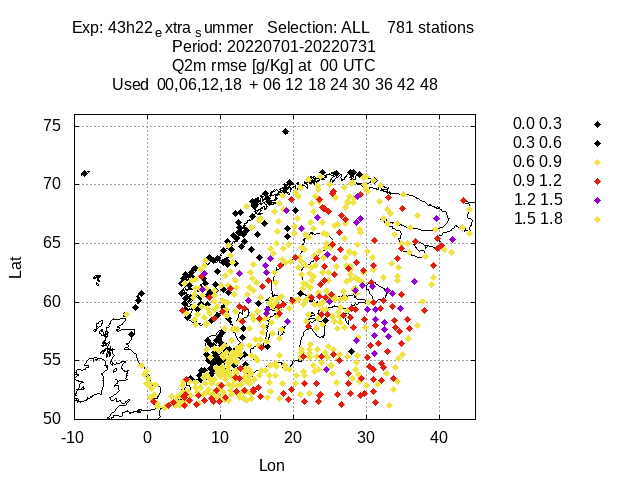 Exp: 43h22extrasummer Selection: ALL 781 stations
Period: 20220701-20220731
Q2m rmse [g/Kg] at 00 UTC
Used 00,06,12,18 + 06 12 18 24 30 36 42 48
75
70
65
60
55
50
Lat
-10 0 10 20 30 40
Lon
0.0 0.3
0.3 0.6
0.6 0.9
0.9 1.2
1.2 1.5
1.5 1.8